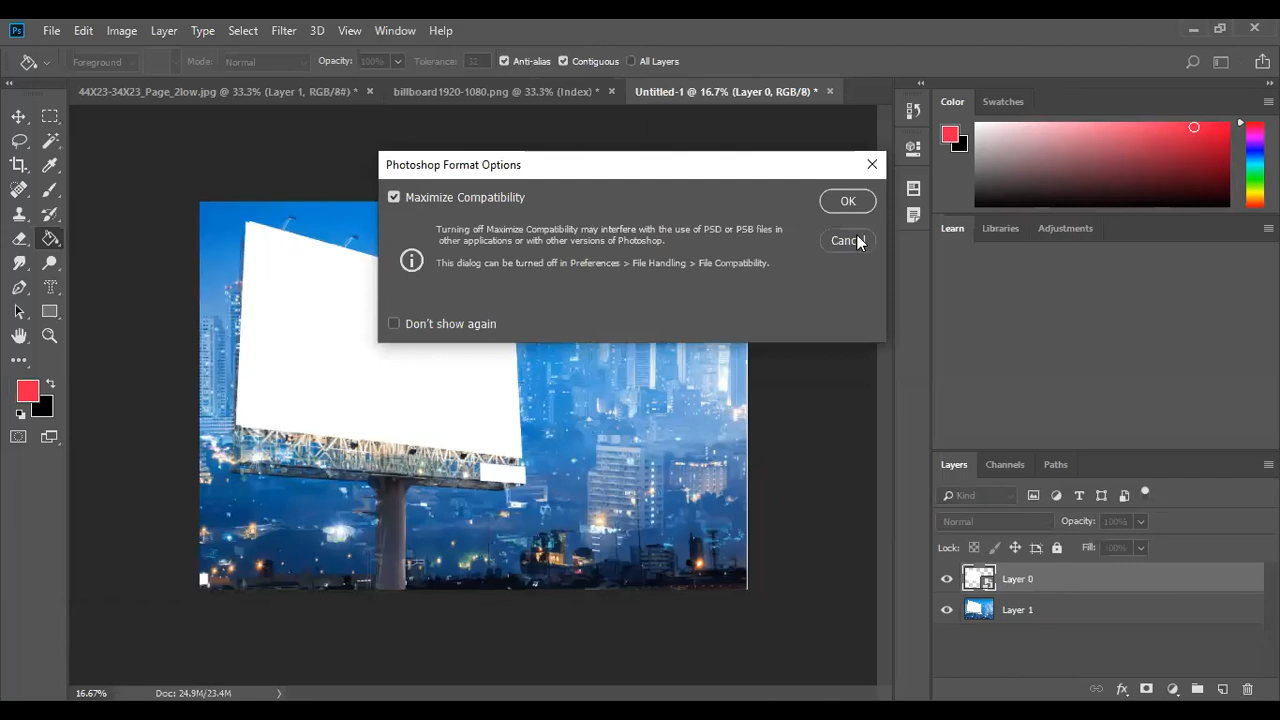 Ps File Edit Image Layer Type Select Filter 3D View Window Help
Foreground Mode: Normal Opacity: 100% Tolerance: 32 Anti-alias Contiguous All Layers
44X23-34X23_Page_2low.jpg @ 33.3% (Layer 1, RGB/8#) * billboard1920-1080.png @ 33.3% (Index) * Untitled-1 @ 16.7% (Layer 0, RGB/8) *
Color Swatches
Photoshop Format Options
Maximize Compatibility
OK
Turning off Maximize Compatibility may interfere with the use of PSD or PSB files in
other applications or with other versions of Photoshop.
Cancel
This dialog can be turned off in Preferences > File Handling > File Compatibility.
Don't show again
Learn Libraries Adjustments
Layers Channels Paths
Kind
Normal Opacity: 100%
Lock: Fill: 100%
Layer 0
Layer 1
16.67% Doc: 24.9M/23.4M